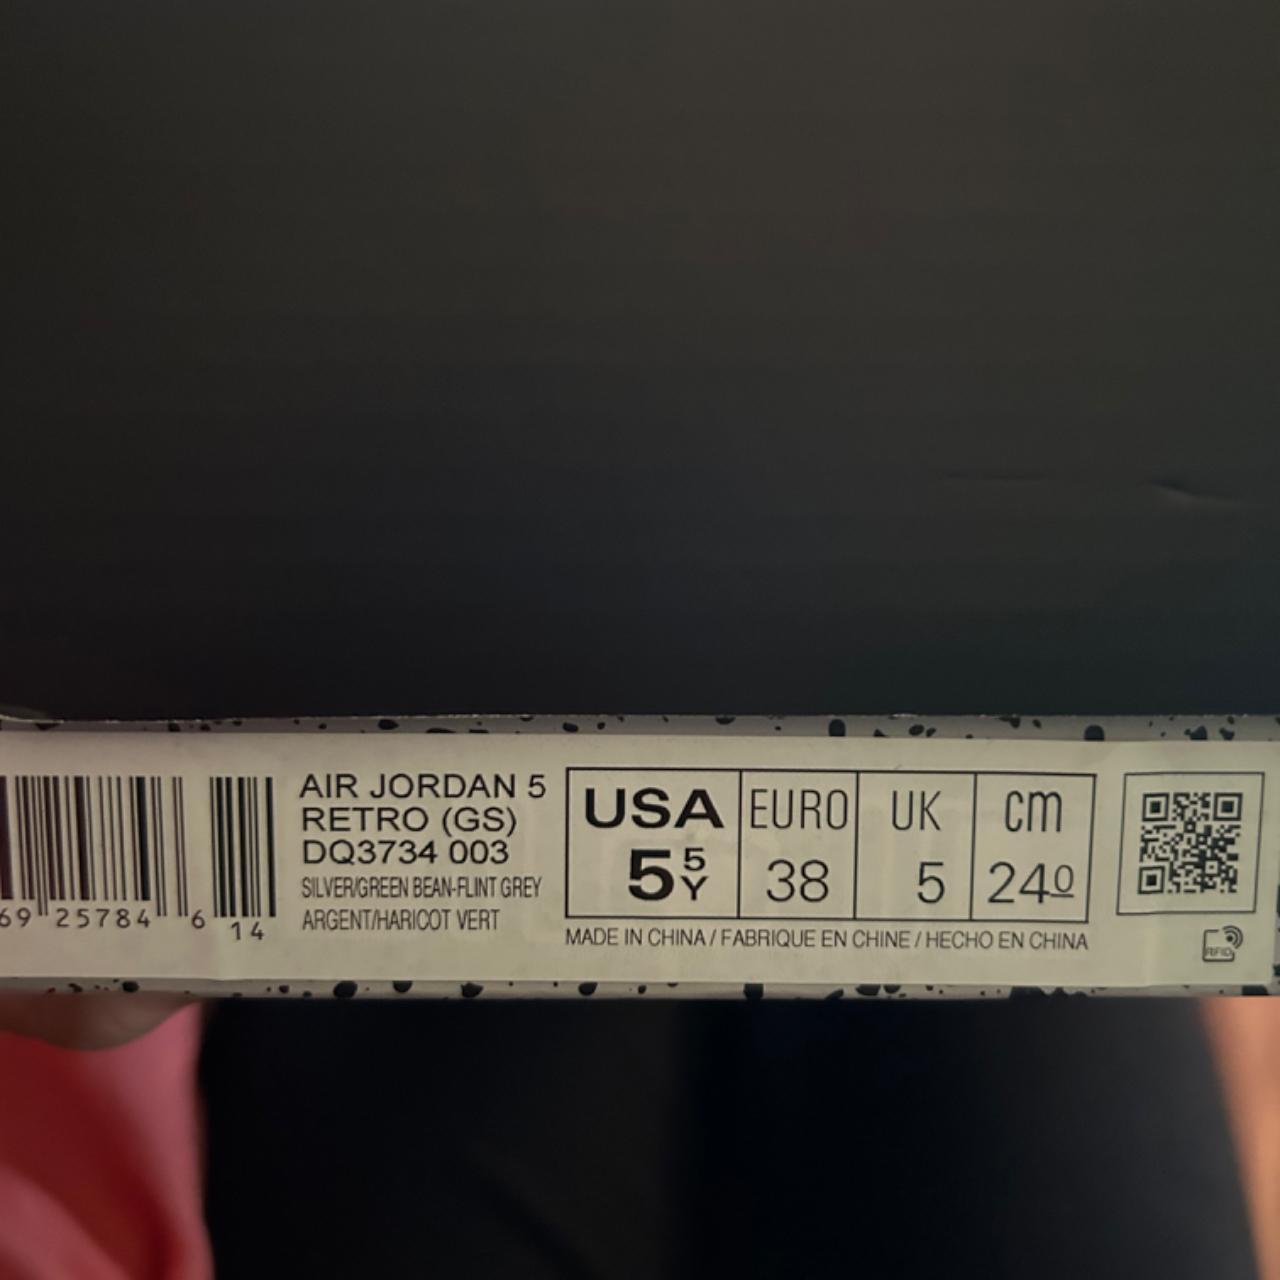 69 25784 6
14
AIR JORDAN 5
RETRO (GS)
DQ3734 003
SILVER/GREEN BEAN-FLINT GREY
ARGENT/HARICOT VERT
USA EURO UK cm
5 5 Y 38 5 24 0
MADE IN CHINA / FABRIQUE EN CHINE / HECHO EN CHINA
RFID